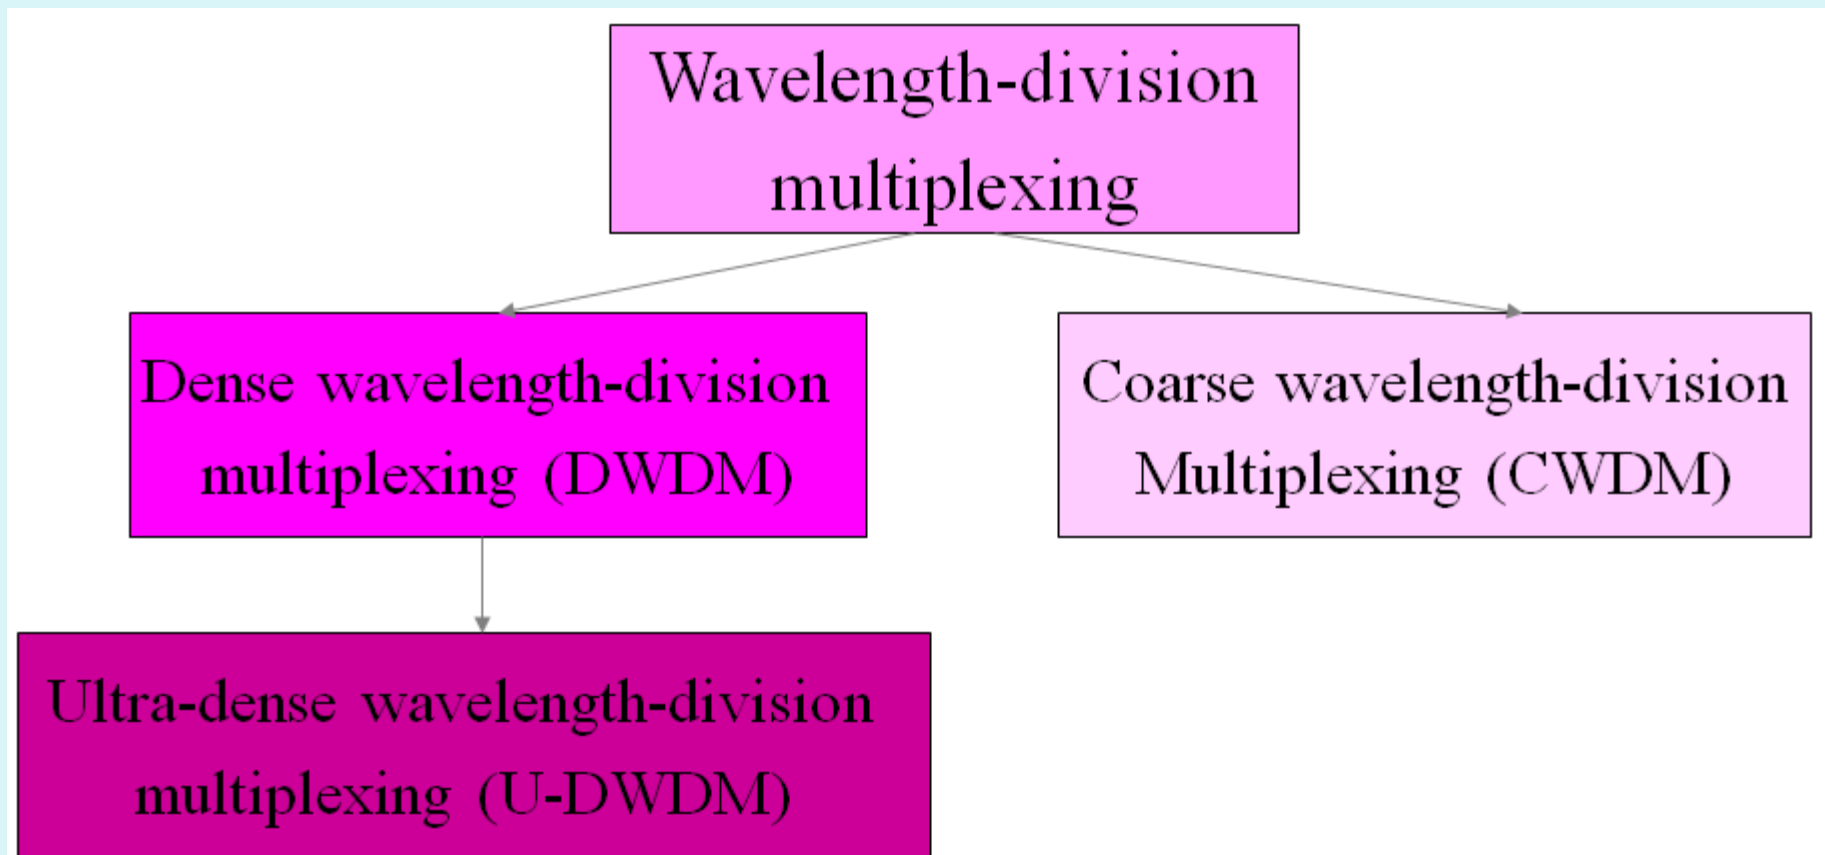 Wavelength-division
multiplexing
Dense wavelength-division
multiplexing (DWDM)
Coarse wavelength-division
Multiplexing (CWDM)
Ultra-dense wavelength-division
multiplexing (U-DWDM)